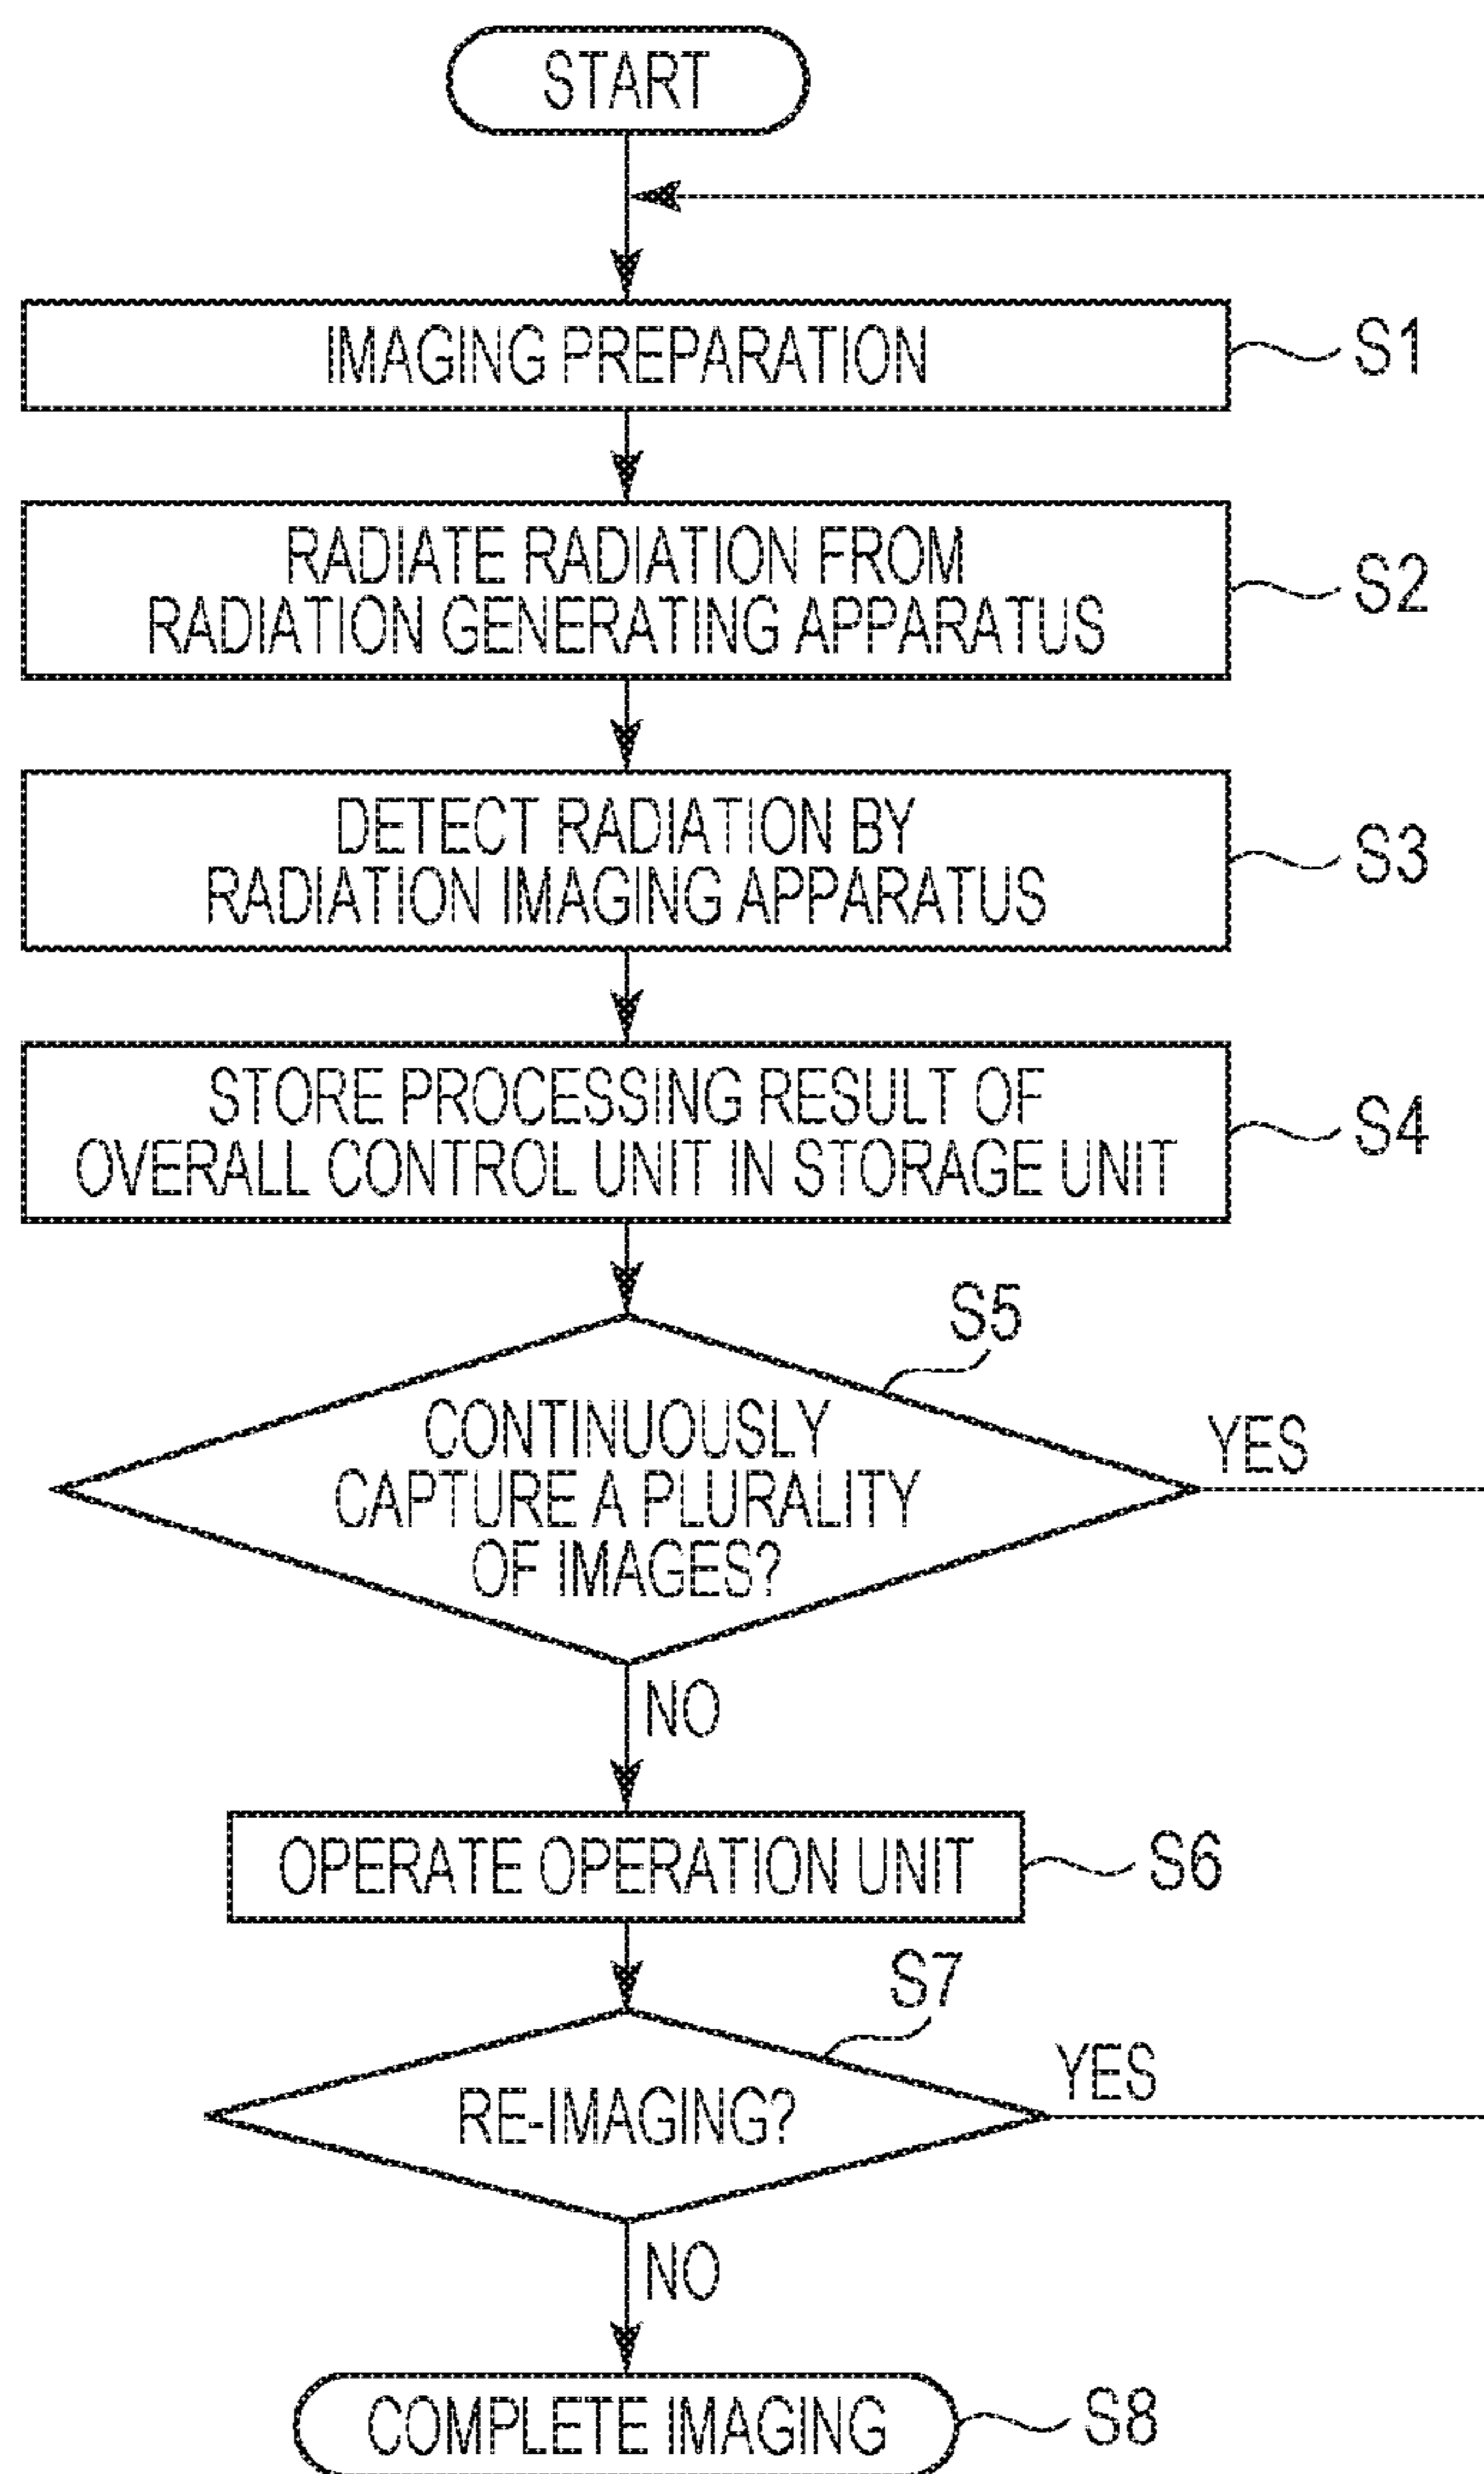 START
IMAGING PREPARATION
S1
RADIATE RADIATION FROM
RADIATION GENERATING APPARATUS
S2
DETECT RADIATION BY
RADIATION IMAGING APPARATUS
S3
STORE PROCESSING RESULT OF
OVERALL CONTROL UNIT IN STORAGE UNIT
S4
S5
CONTINUOUSLY
CAPTURE A PLURALITY
OF IMAGES?
YES
NO
OPERATE OPERATION UNIT
S6
S7
RE-IMAGING?
YES
NO
COMPLETE IMAGING
S8